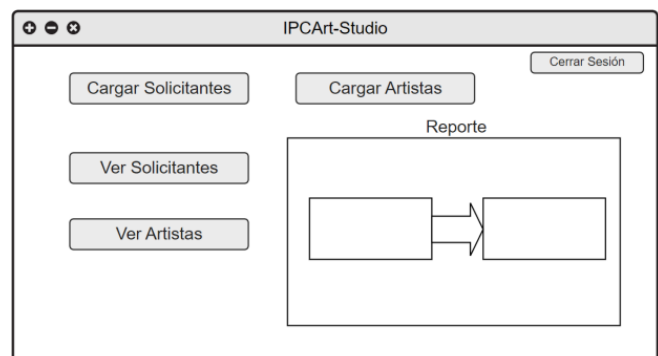 IPCArt-Studio
Cerrar Sesión
Cargar Solicitantes
Cargar Artistas
Reporte
Ver Solicitantes
Ver Artistas